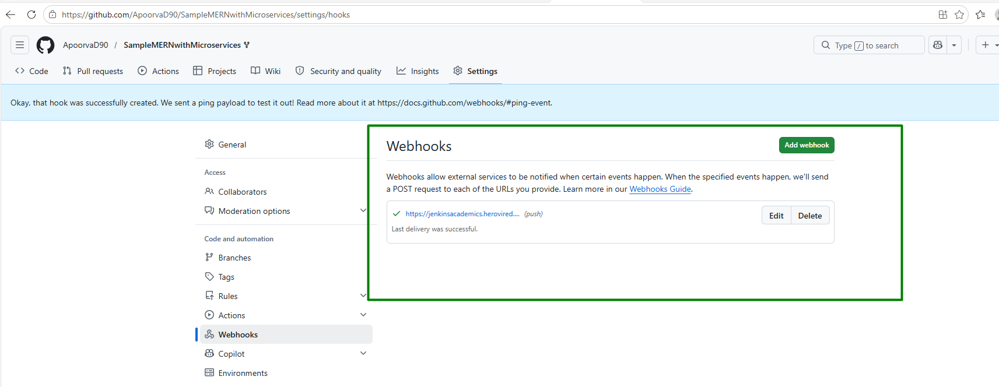 https://github.com/ApoorvaD90/SampleMERNwithMicroservices/settings/hooks
ApoorvaD90 / SampleMERNwithMicroservices
Type / to search
Code
Pull requests
Actions
Projects
Wiki
Security and quality
Insights
Settings
Okay, that hook was successfully created. We sent a ping payload to test it out! Read more about it at https://docs.github.com/webhooks/#ping-event.
General
Access
Collaborators
Moderation options
Code and automation
Branches
Tags
Rules
Actions
Webhooks
Copilot
Environments
Webhooks
Add webhook
Webhooks allow external services to be notified when certain events happen. When the specified events happen, we'll send
a POST request to each of the URLs you provide. Learn more in our Webhooks Guide.
https://jenkinsacademics.herovired.... (push)
Edit
Delete
Last delivery was successful.